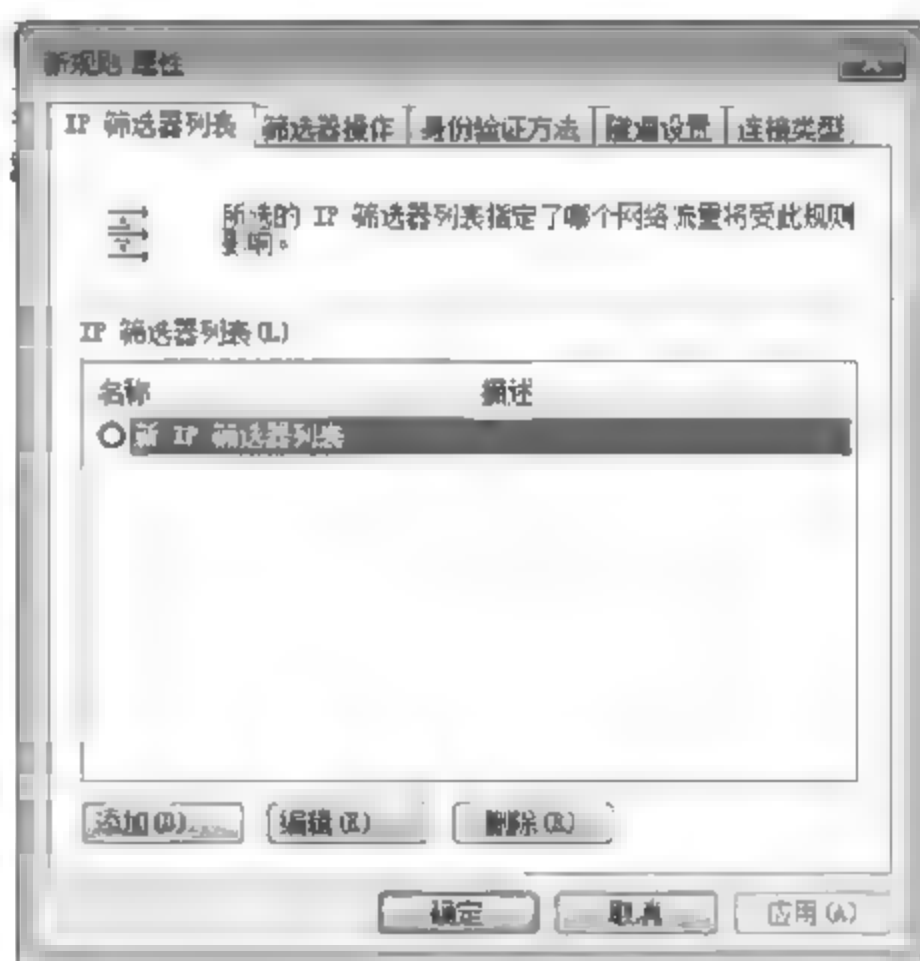 新规则 属性
IP 筛选器列表 筛选器操作 身份验证方法 隧道设置 连接类型
所选的 IP 筛选器列表指定了哪个网络流量将受此规则
影响。
IP 筛选器列表(L)
名称 描述
新 IP 筛选器列表
添加(D)... 编辑(E) 删除(R)
确定 取消 应用(A)